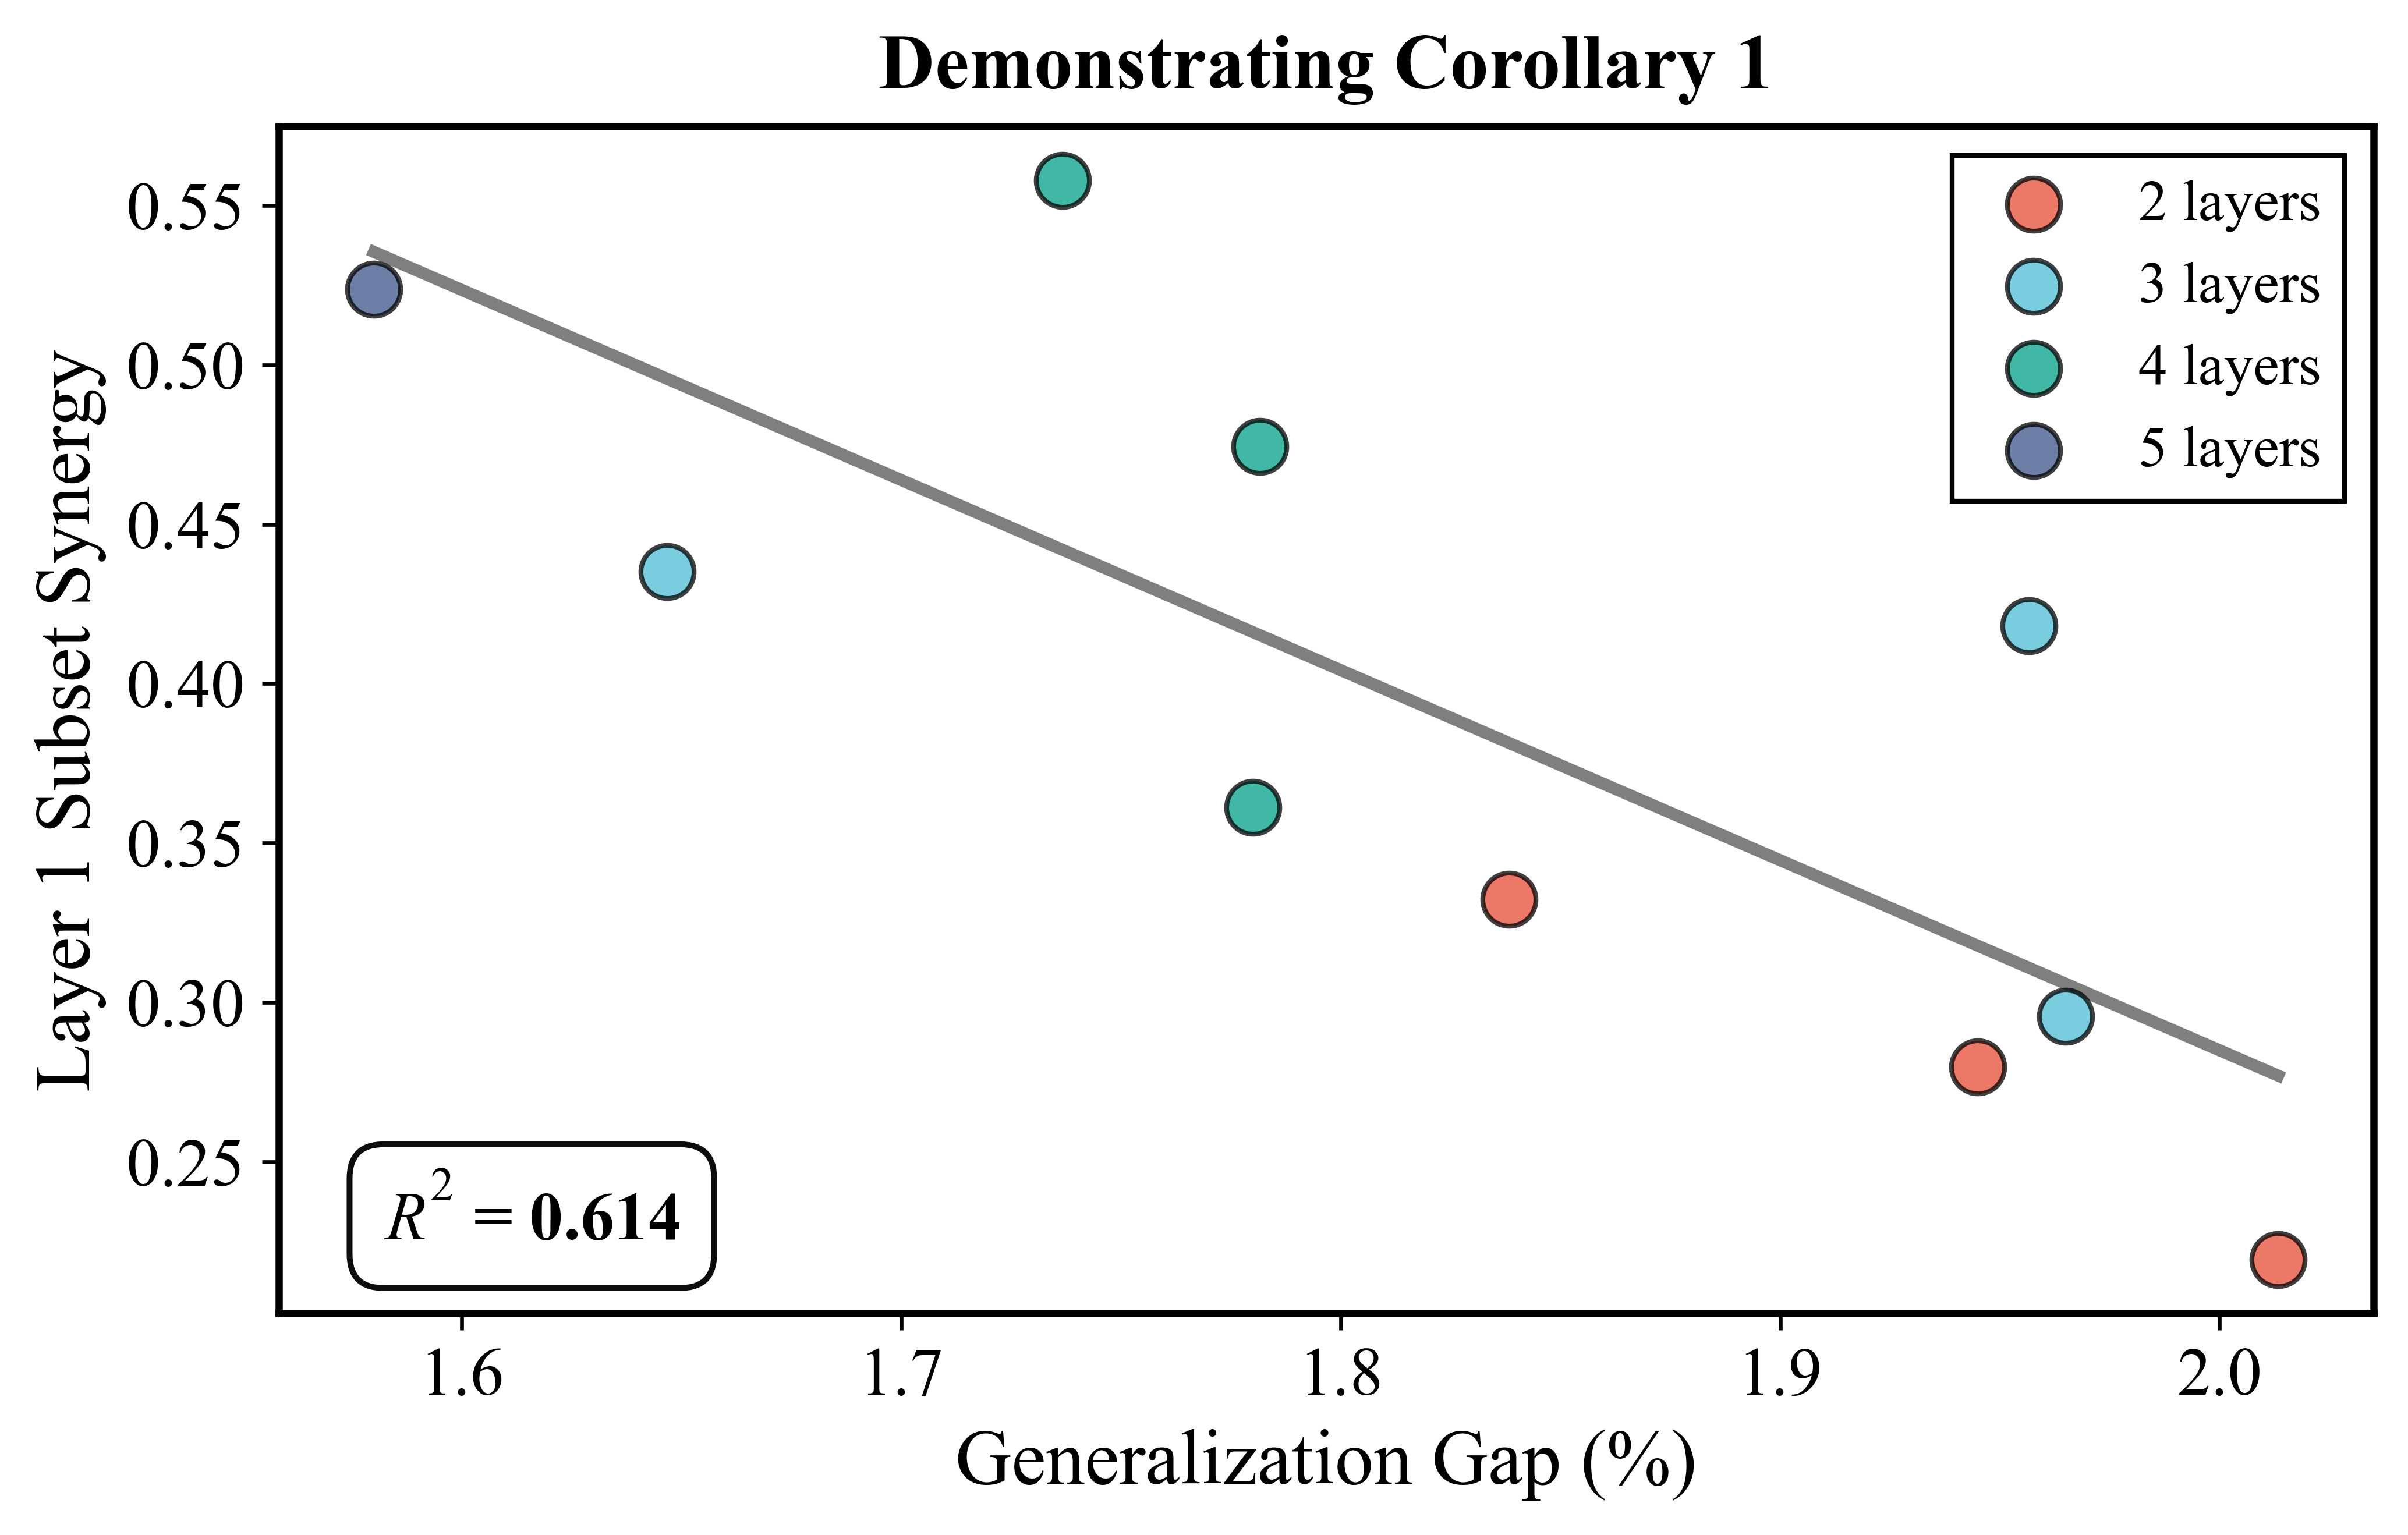 Demonstrating Corollary 1
Layer 1 Subset Synergy
0.55
0.50
0.45
0.40
0.35
0.30
0.25
2 layers
3 layers
4 layers
5 layers
R² = 0.614
1.6 1.7 1.8 1.9 2.0
Generalization Gap (%)